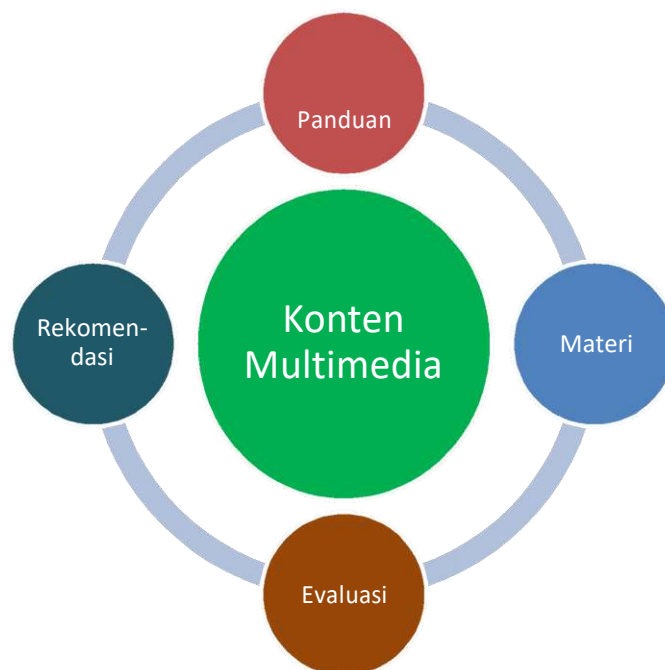 Panduan
Konten
Multimedia
Rekomen-
dasi
Materi
Evaluasi